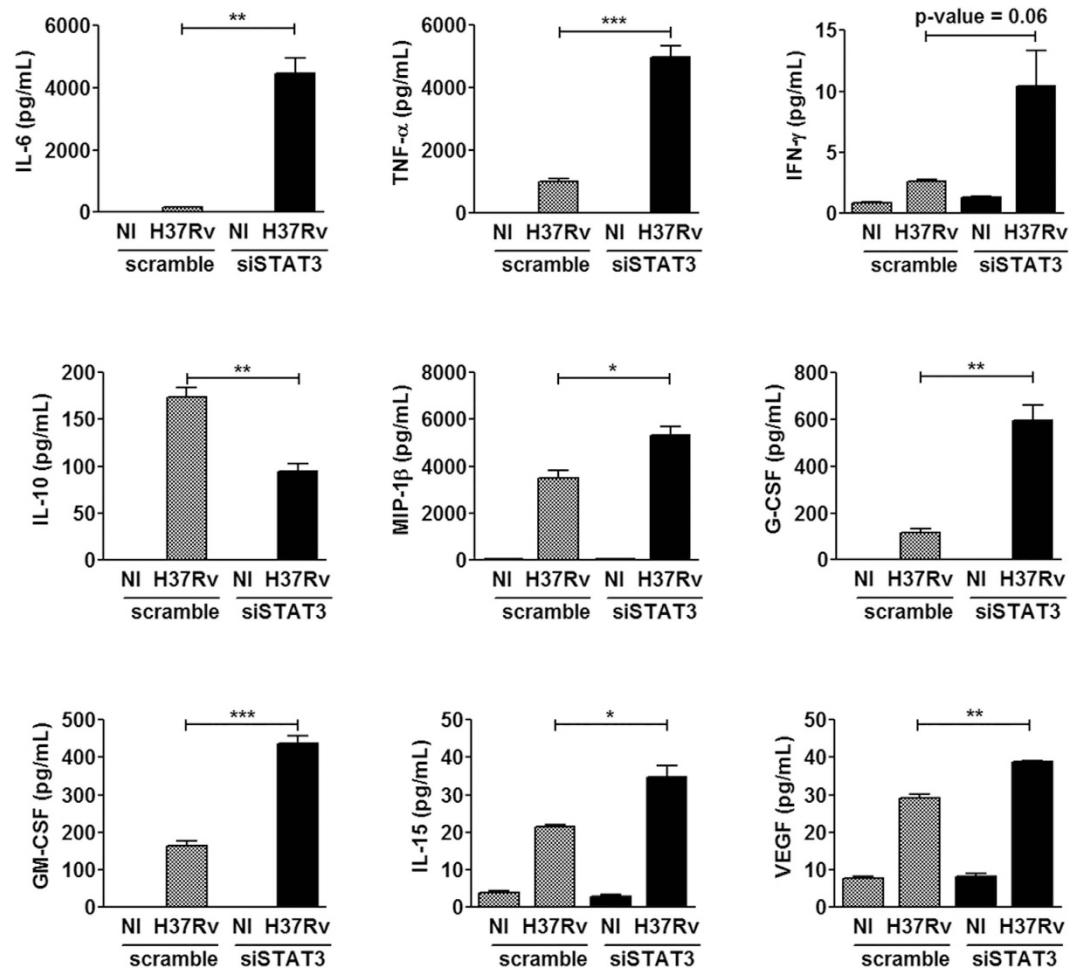 IL-6 (pg/mL)
6000
4000
2000
0
**
NI H37Rv NI H37Rv
scramble siSTAT3
TNF-α (pg/mL)
6000
4000
2000
0
***
NI H37Rv NI H37Rv
scramble siSTAT3
IFN-γ (pg/mL)
15
10
5
0
p-value = 0.06
NI H37Rv NI H37Rv
scramble siSTAT3
IL-10 (pg/mL)
200
150
100
50
0
**
NI H37Rv NI H37Rv
scramble siSTAT3
MIP-1β (pg/mL)
8000
6000
4000
2000
0
*
NI H37Rv NI H37Rv
scramble siSTAT3
G-CSF (pg/mL)
800
600
400
200
0
**
NI H37Rv NI H37Rv
scramble siSTAT3
GM-CSF (pg/mL)
500
400
300
200
100
0
***
NI H37Rv NI H37Rv
scramble siSTAT3
IL-15 (pg/mL)
50
40
30
20
10
0
*
NI H37Rv NI H37Rv
scramble siSTAT3
VEGF (pg/mL)
50
40
30
20
10
0
**
NI H37Rv NI H37Rv
scramble siSTAT3